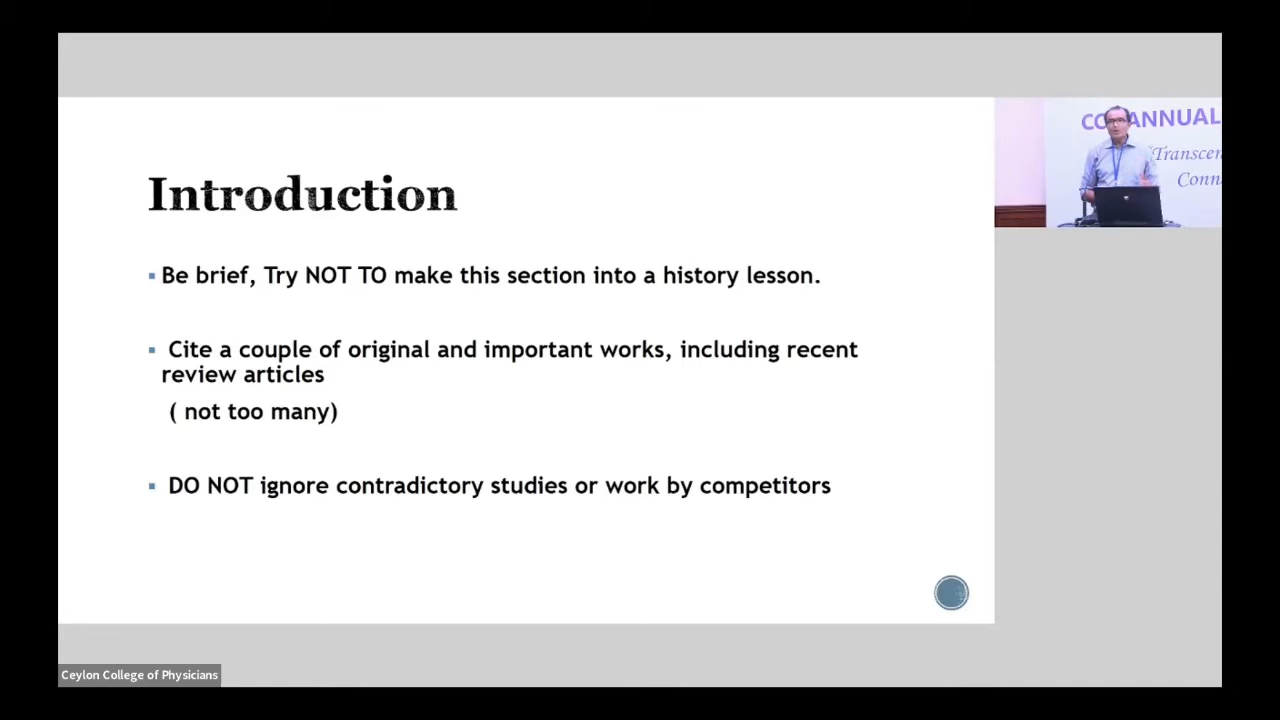 Introduction
▪ Be brief, Try NOT TO make this section into a history lesson.
▪ Cite a couple of original and important works, including recent
review articles
( not too many)
▪ DO NOT ignore contradictory studies or work by competitors
ANNUAL
Transcen
Conn
Ceylon College of Physicians